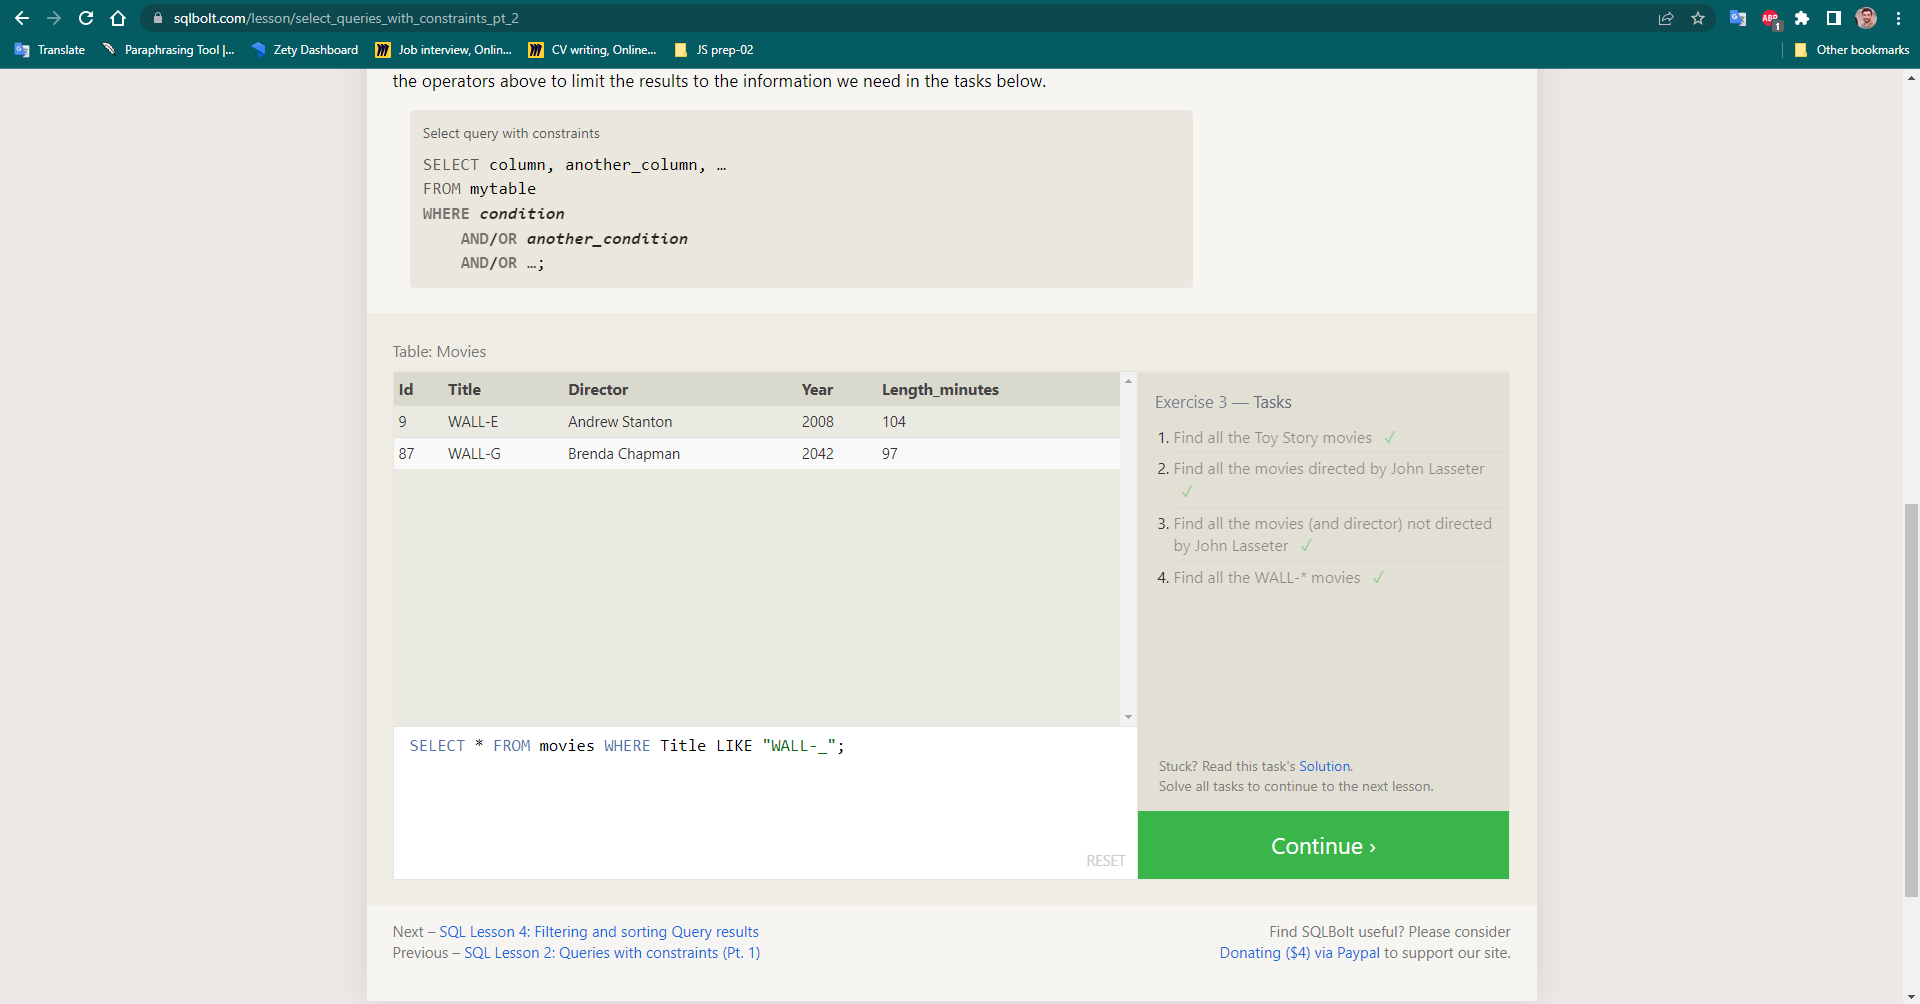 sqlbolt.com/lesson/select_queries_with_constraints_pt_2
ABP 1
Translate Paraphrasing Tool |... Zety Dashboard Job interview, Onlin... CV writing, Online... JS prep-02 Other bookmarks
the operators above to limit the results to the information we need in the tasks below.
Select query with constraints
SELECT column, another_column, …
FROM mytable
WHERE condition
AND/OR another_condition
AND/OR …;
Table: Movies
Id Title Director Year Length_minutes
9 WALL-E Andrew Stanton 2008 104
87 WALL-G Brenda Chapman 2042 97
SELECT * FROM movies WHERE Title LIKE "WALL-_";
RESET
Exercise 3 — Tasks
1. Find all the Toy Story movies ✓
2. Find all the movies directed by John Lasseter
✓
3. Find all the movies (and director) not directed
by John Lasseter ✓
4. Find all the WALL-* movies ✓
Stuck? Read this task's Solution.
Solve all tasks to continue to the next lesson.
Continue ›
Next – SQL Lesson 4: Filtering and sorting Query results
Previous – SQL Lesson 2: Queries with constraints (Pt. 1)
Find SQLBolt useful? Please consider
Donating ($4) via Paypal to support our site.